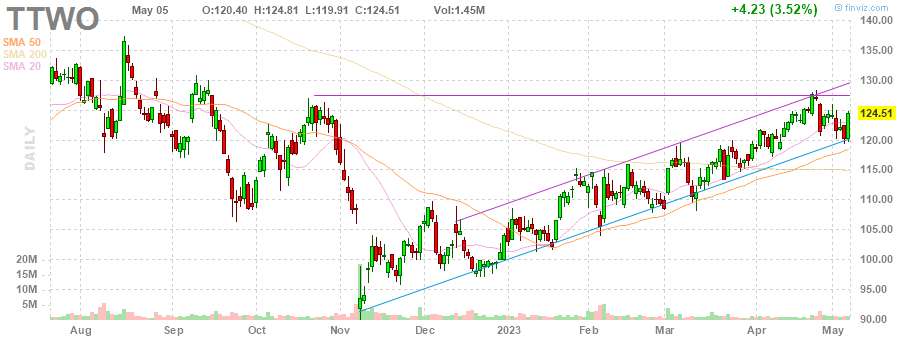 TTWO May 05 O:120.40 H:124.81 L:119.91 C:124.51 Vol:1.45M +4.23 (3.52%) © finviz.com
SMA 50
SMA 200
SMA 20
DAILY
140.00
135.00
130.00
124.51
120.00
115.00
110.00
105.00
100.00
95.00
90.00
20M
15M
10M
5M
Aug Sep Oct Nov Dec 2023 Feb Mar Apr May